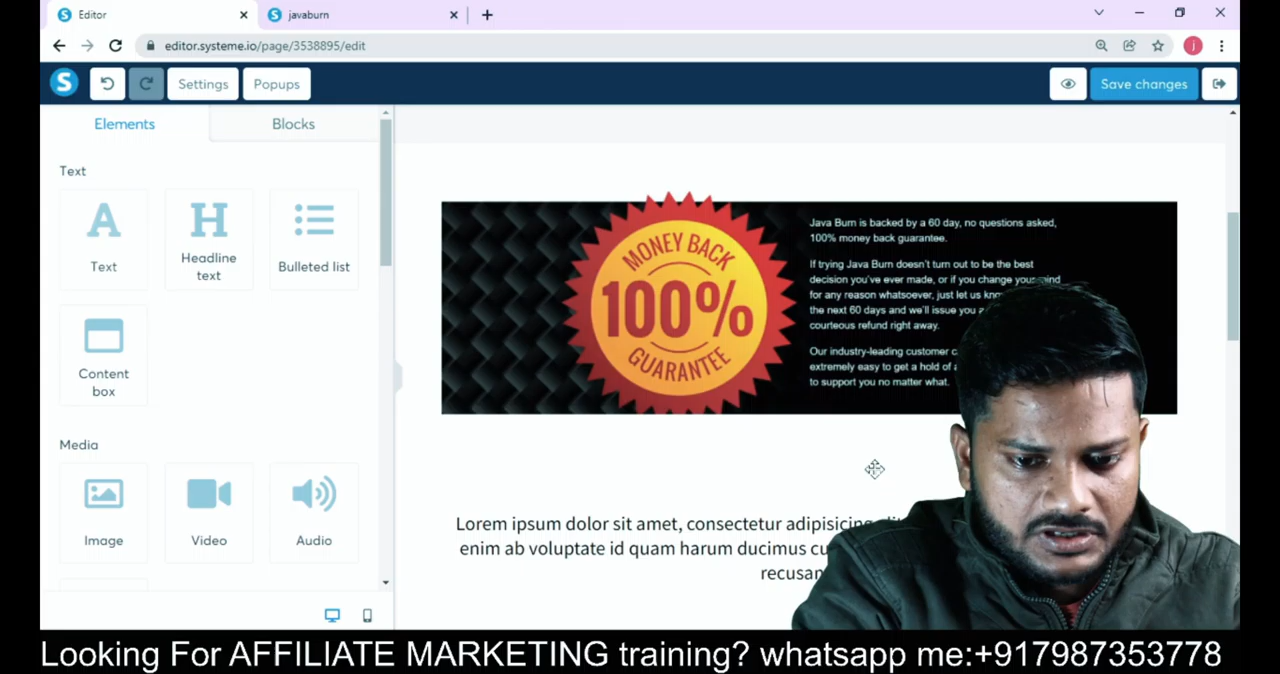 Editor
javaburn
editor.systeme.io/page/3538895/edit
j
S
Settings
Popups
Save changes
Elements
Blocks
Text
A
Text
H
Headline
text
Bulleted list
Content
box
Media
Image
Video
Audio
MONEY BACK
100%
GUARANTEE
Java Burn is backed by a 60 day, no questions asked,
100% money back guarantee.
If trying Java Burn doesn't turn out to be the best
decision you've ever made, or if you change your mind
for any reason whatsoever, just let us
the next 60 days and we'll issue you a
courteous refund right away.
Our industry-leading customer
extremely easy to get a hold of
to support you no matter what.
Lorem ipsum dolor sit amet, consectetur adipisicing
enim ab voluptate id quam harum ducimus
Looking For AFFILIATE MARKETING training? whatsapp me:+917987353778